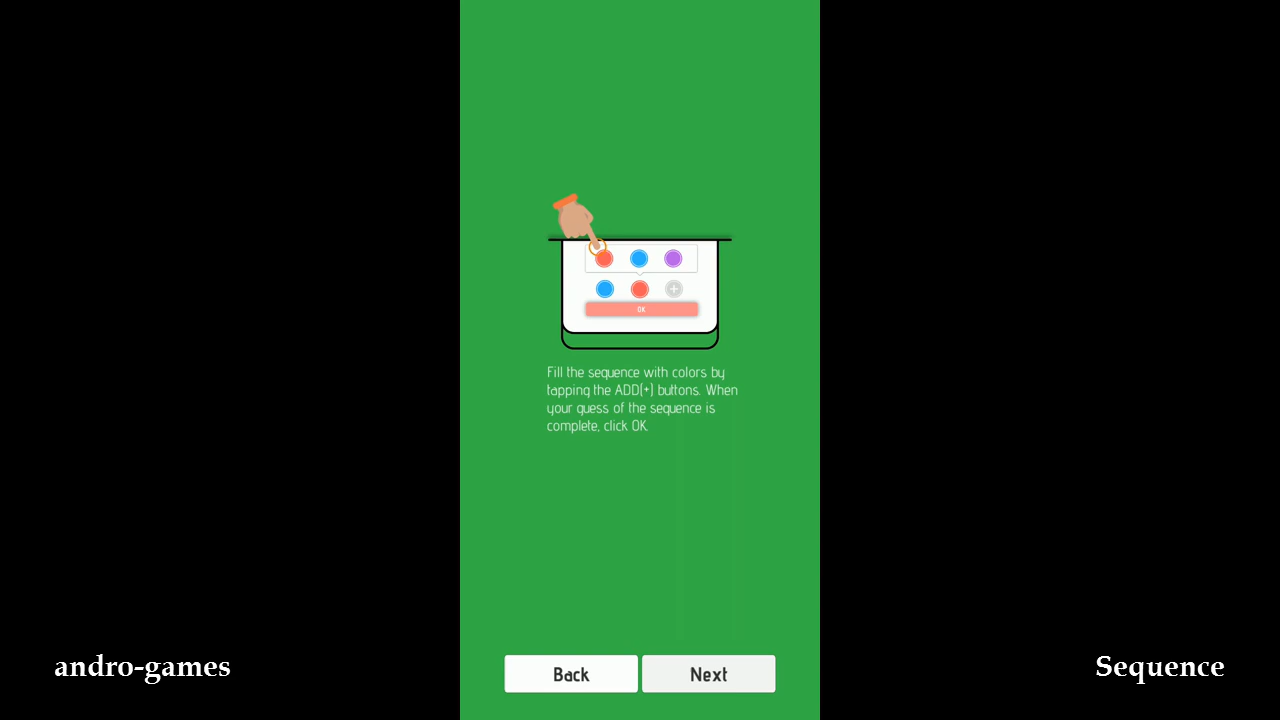 OK
Fill the sequence with colors by
tapping the ADD(+) buttons. When
your guess of the sequence is
complete, click OK.
andro-games
Back
Next
Sequence